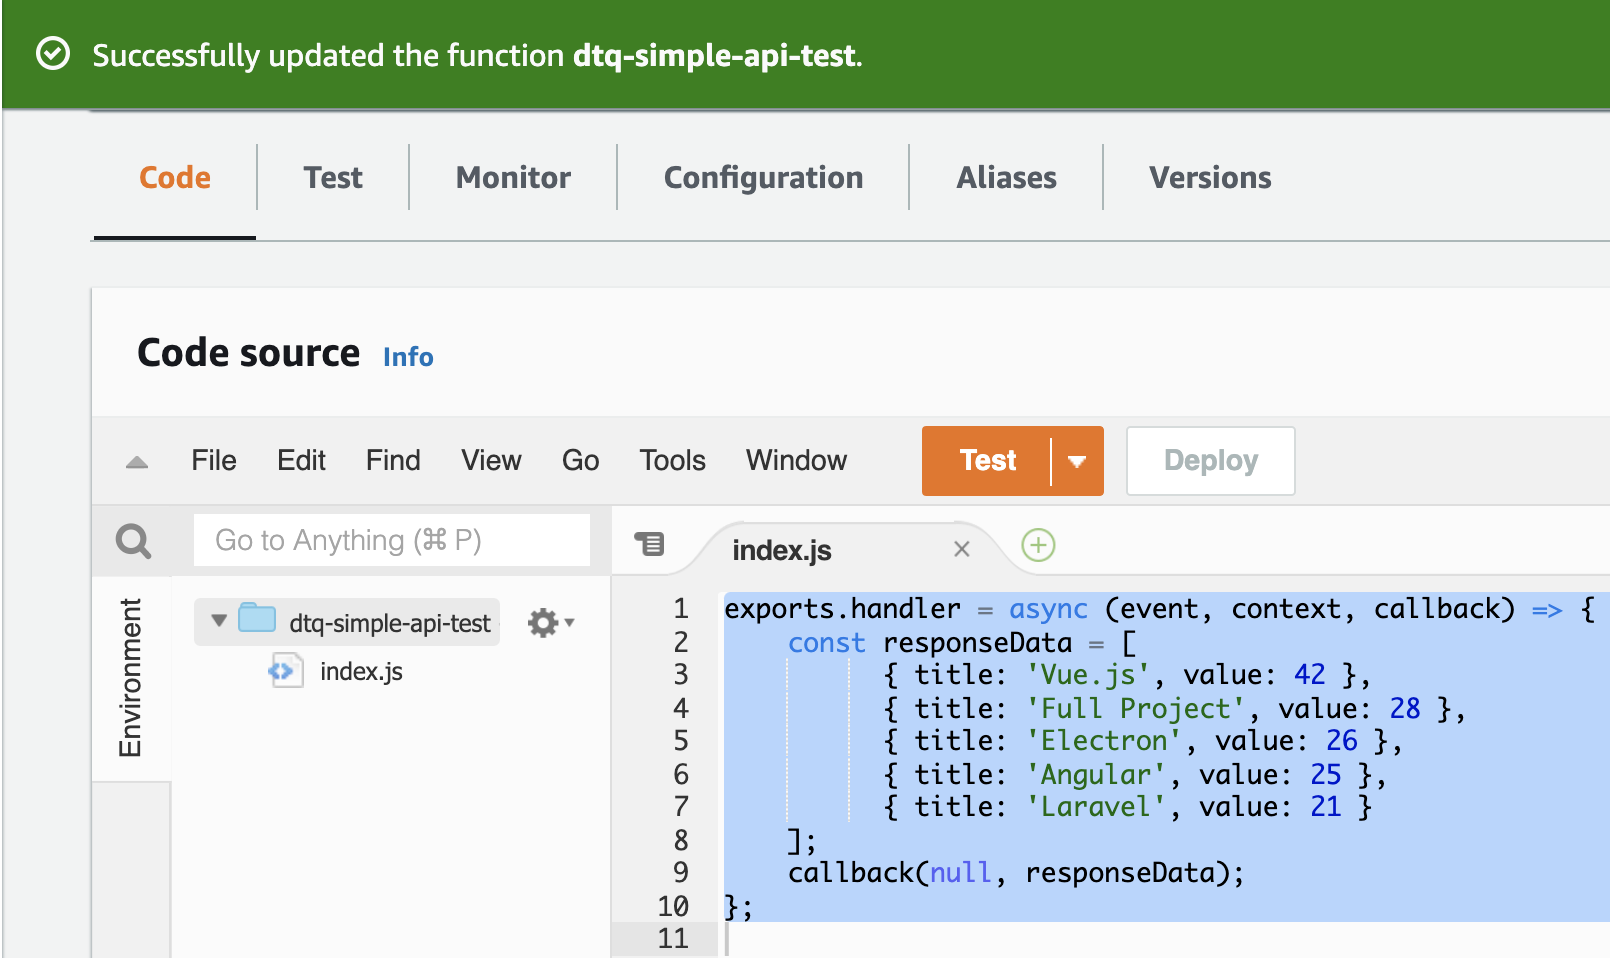 Successfully updated the function dtq-simple-api-test.
Code Test Monitor Configuration Aliases Versions
Code source Info
File Edit Find View Go Tools Window Test Deploy
Go to Anything (⌘ P)
index.js
Environment
dtq-simple-api-test
index.js
1 exports.handler = async (event, context, callback) => {
2     const responseData = [
3           { title: 'Vue.js', value: 42 },
4           { title: 'Full Project', value: 28 },
5           { title: 'Electron', value: 26 },
6           { title: 'Angular', value: 25 },
7           { title: 'Laravel', value: 21 }
8     ];
9     callback(null, responseData);
10 };
11